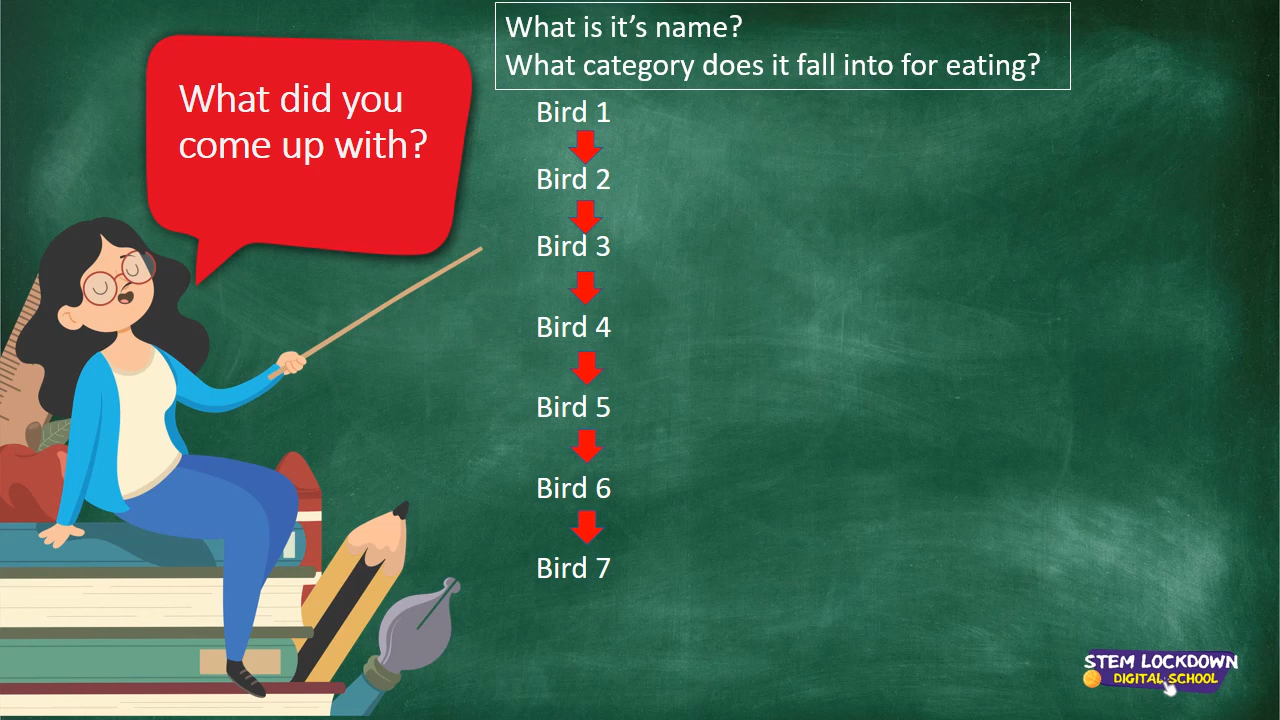 What is it’s name?
What category does it fall into for eating?
What did you
come up with?
Bird 1
Bird 2
Bird 3
Bird 4
Bird 5
Bird 6
Bird 7
STEM LOCKDOWN
DIGITAL SCHOOL